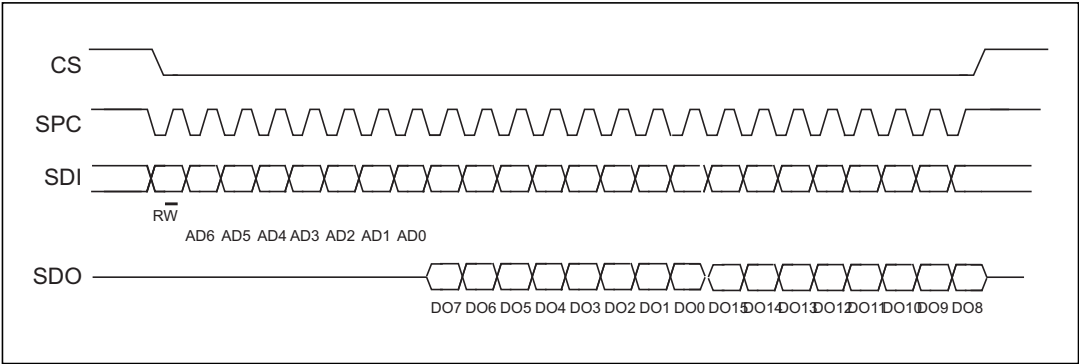 CS
SPC
SDI
RW
AD6 AD5 AD4 AD3 AD2 AD1 AD0
SDO
DO7 DO6 DO5 DO4 DO3 DO2 DO1 DO0 DO15 DO14 DO13 DO12 DO11 DO10 DO9 DO8